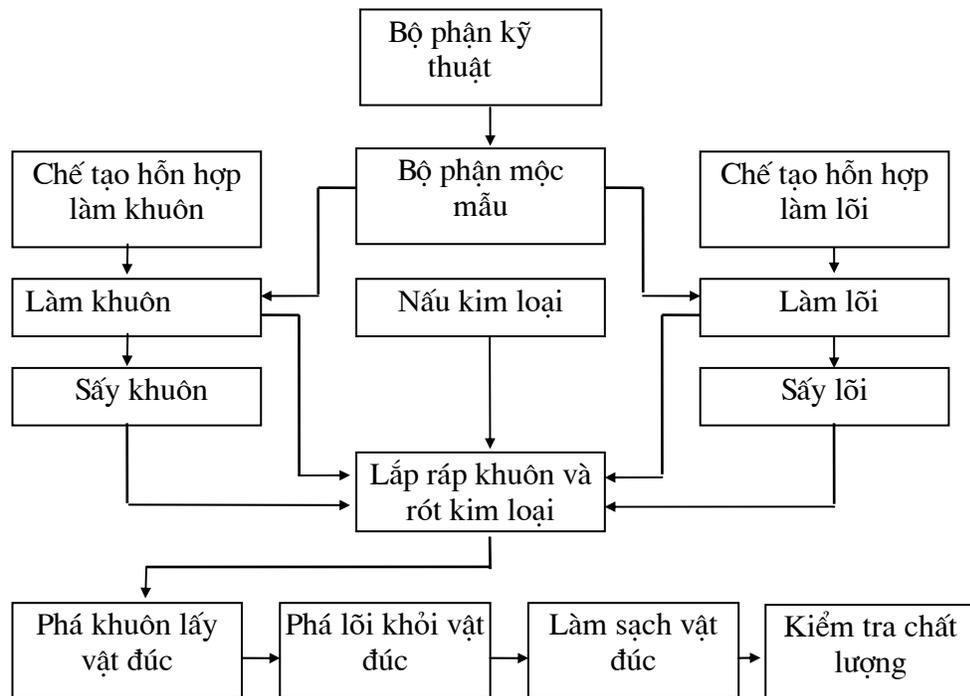 Bộ phận kỹ
thuật
Chế tạo hỗn hợp
làm khuôn
Bộ phận mộc
mẫu
Chế tạo hỗn hợp
làm lõi
Làm khuôn
Nấu kim loại
Làm lõi
Sấy khuôn
Sấy lõi
Lắp ráp khuôn và
rót kim loại
Phá khuôn lấy
vật đúc
Phá lõi khỏi vật
đúc
Làm sạch vật
đúc
Kiểm tra chất
lượng